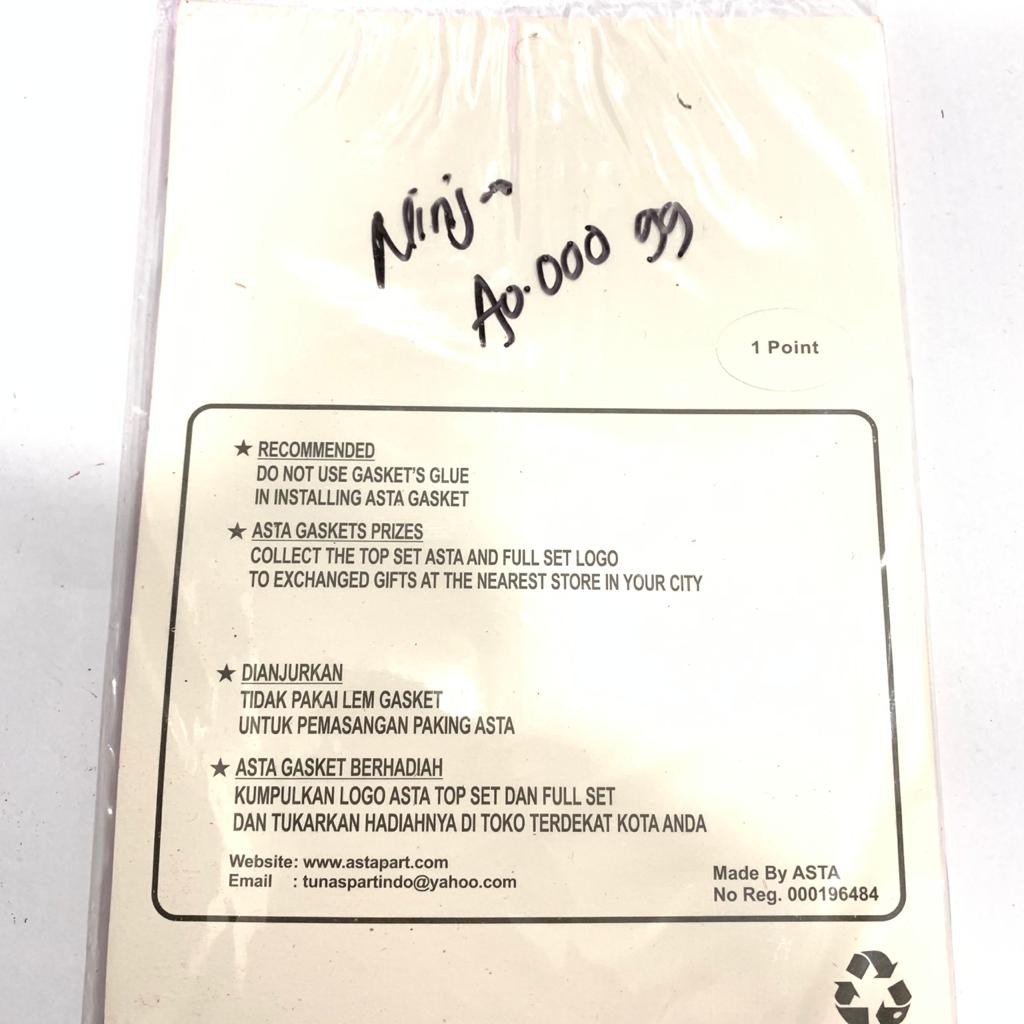 Ninja
A0.000 gg
1 Point
★ RECOMMENDED
DO NOT USE GASKET'S GLUE
IN INSTALLING ASTA GASKET
★ ASTA GASKETS PRIZES
COLLECT THE TOP SET ASTA AND FULL SET LOGO
TO EXCHANGED GIFTS AT THE NEAREST STORE IN YOUR CITY
★ DIANJURKAN
TIDAK PAKAI LEM GASKET
UNTUK PEMASANGAN PAKING ASTA
★ ASTA GASKET BERHADIAH
KUMPULKAN LOGO ASTA TOP SET DAN FULL SET
DAN TUKARKAN HADIAHNYA DI TOKO TERDEKAT KOTA ANDA
Website: www.astapart.com
Email : tunaspartindo@yahoo.com
Made By ASTA
No Reg. 000196484